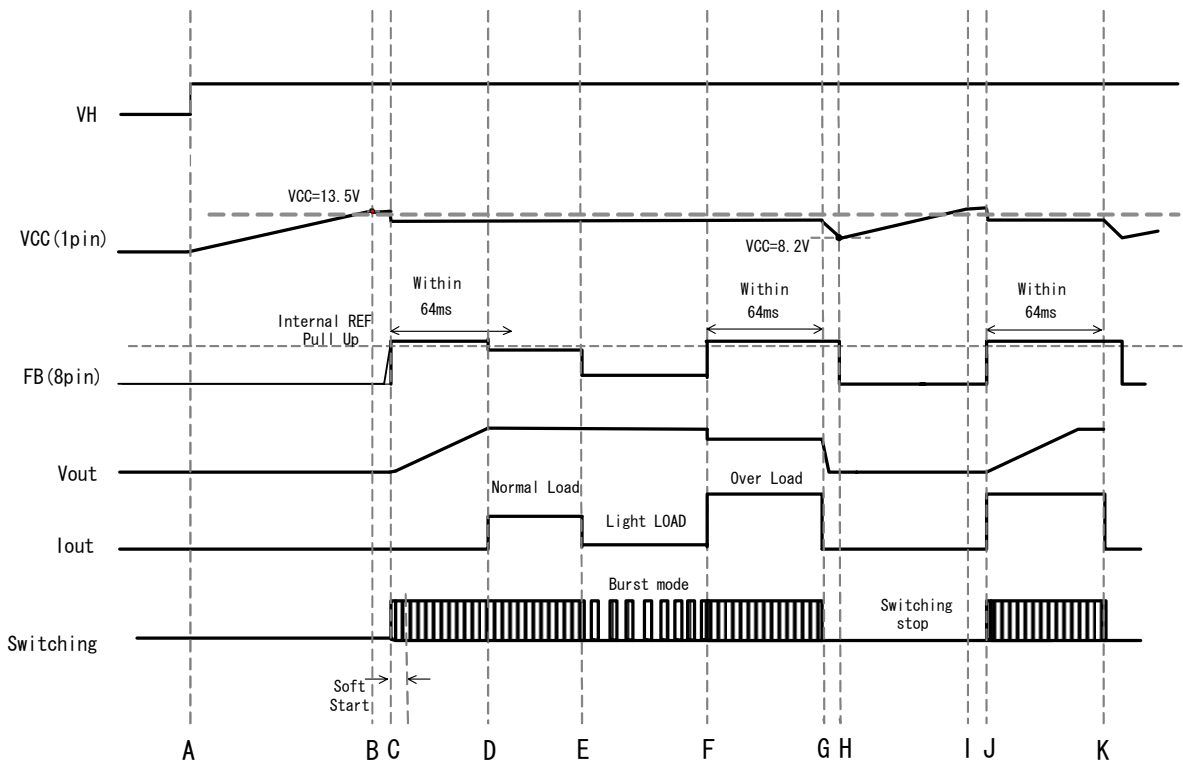 VH
VCC=13.5V
VCC(1pin)
VCC=8.2V
Within
64ms
Within
64ms
Within
64ms
Internal REF
Pull Up
FB(8pin)
Vout
Normal Load
Over Load
Light LOAD
Iout
Burst mode
Switching
stop
Switching
Soft
Start
A B C D E F G H I J K